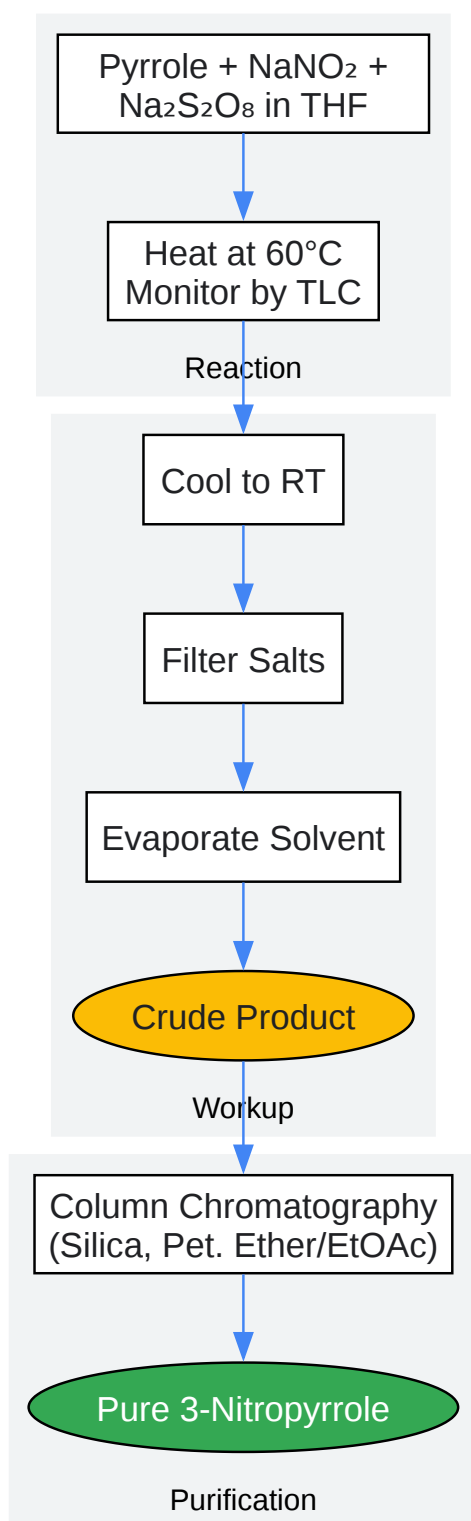 Pyrrole + NaNO₂ +
Na₂S₂O₈ in THF
Heat at 60°C
Monitor by TLC
Reaction
Cool to RT
Filter Salts
Evaporate Solvent
Crude Product
Workup
Column Chromatography
(Silica, Pet. Ether/EtOAc)
Pure 3-Nitropyrrole
Purification